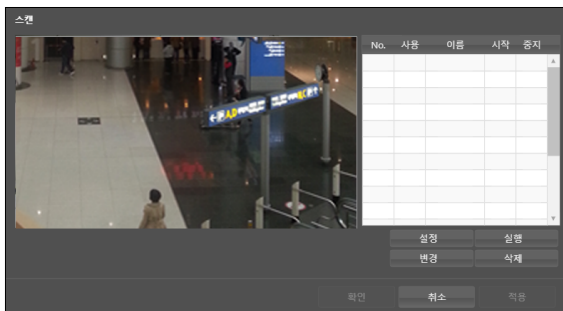 스캔
No. 사용 이름 시작 중지
A,D B,C
설정 실행
변경 삭제
확인 취소 적용